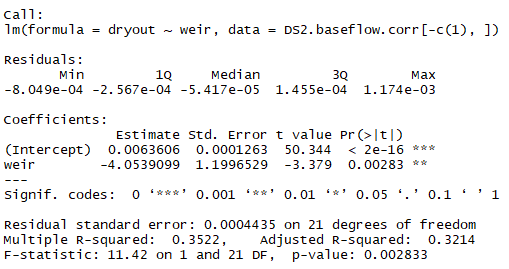 Call:
lm(formula = dryout ~ weir, data = DS2.baseflow.corr[-c(1), ])
Residuals:
Min 1Q Median 3Q Max
-8.049e-04 -2.567e-04 -5.417e-05 1.455e-04 1.174e-03
Coefficients:
Estimate Std. Error t value Pr(>|t|)
(Intercept) 0.0063606 0.0001263 50.344 < 2e-16 ***
weir -4.0539099 1.1996529 -3.379 0.00283 **
---
Signif. codes: 0 ‘***’ 0.001 ‘**’ 0.01 ‘*’ 0.05 ‘.’ 0.1 ‘ ’ 1
Residual standard error: 0.0004435 on 21 degrees of freedom
Multiple R-squared: 0.3522, Adjusted R-squared: 0.3214
F-statistic: 11.42 on 1 and 21 DF, p-value: 0.002833